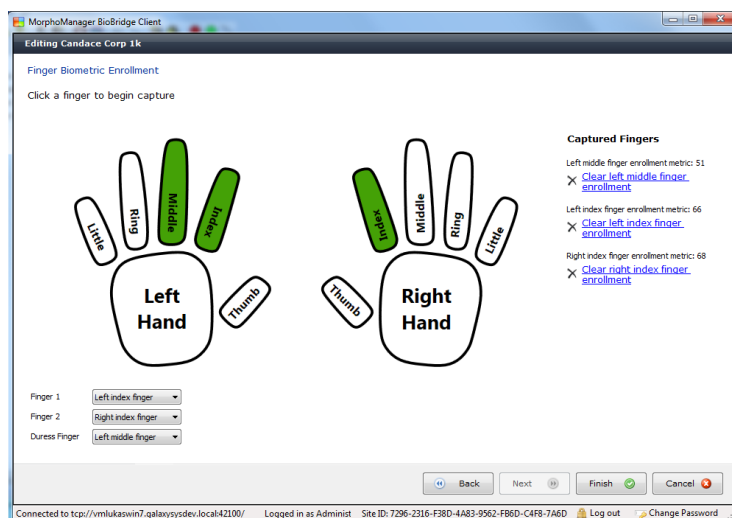 MorphoManager BioBridge Client
Editing Candace Corp 1k
Finger Biometric Enrollment
Click a finger to begin capture
Little
Ring
Middle
Index
Thumb
Left
Hand
Index
Middle
Ring
Little
Thumb
Right
Hand
Captured Fingers
Left middle finger enrollment metric: 51
Clear left middle finger
enrollment
Left index finger enrollment metric: 66
Clear left index finger
enrollment
Right index finger enrollment metric: 68
Clear right index finger
enrollment
Finger 1 Left index finger
Finger 2 Right index finger
Duress Finger Left middle finger
Back Next Finish Cancel
Connected to tcp://vmlukaswin7.galaxysysdev.local:42100/ Logged in as Administ Site ID: 7296-2316-F38D-4A83-9562-FB6D-C4F8-7A6D Log out Change Password